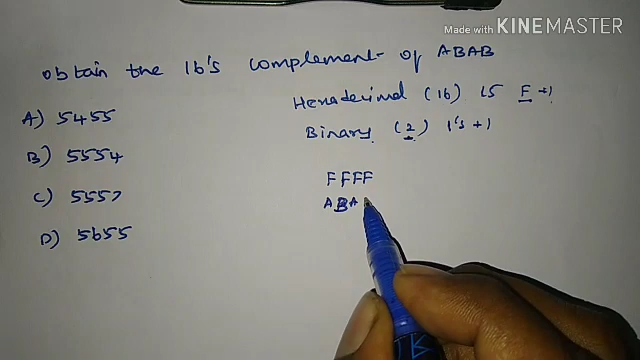 Made with KINEMASTER
obtain the 16's complement of ABAB
A) 5455
B) 5554
C) 5557
D) 5655
Hexadecimal (16) 15 F+1
Binary (2) 1's+1
FFFF
ABA